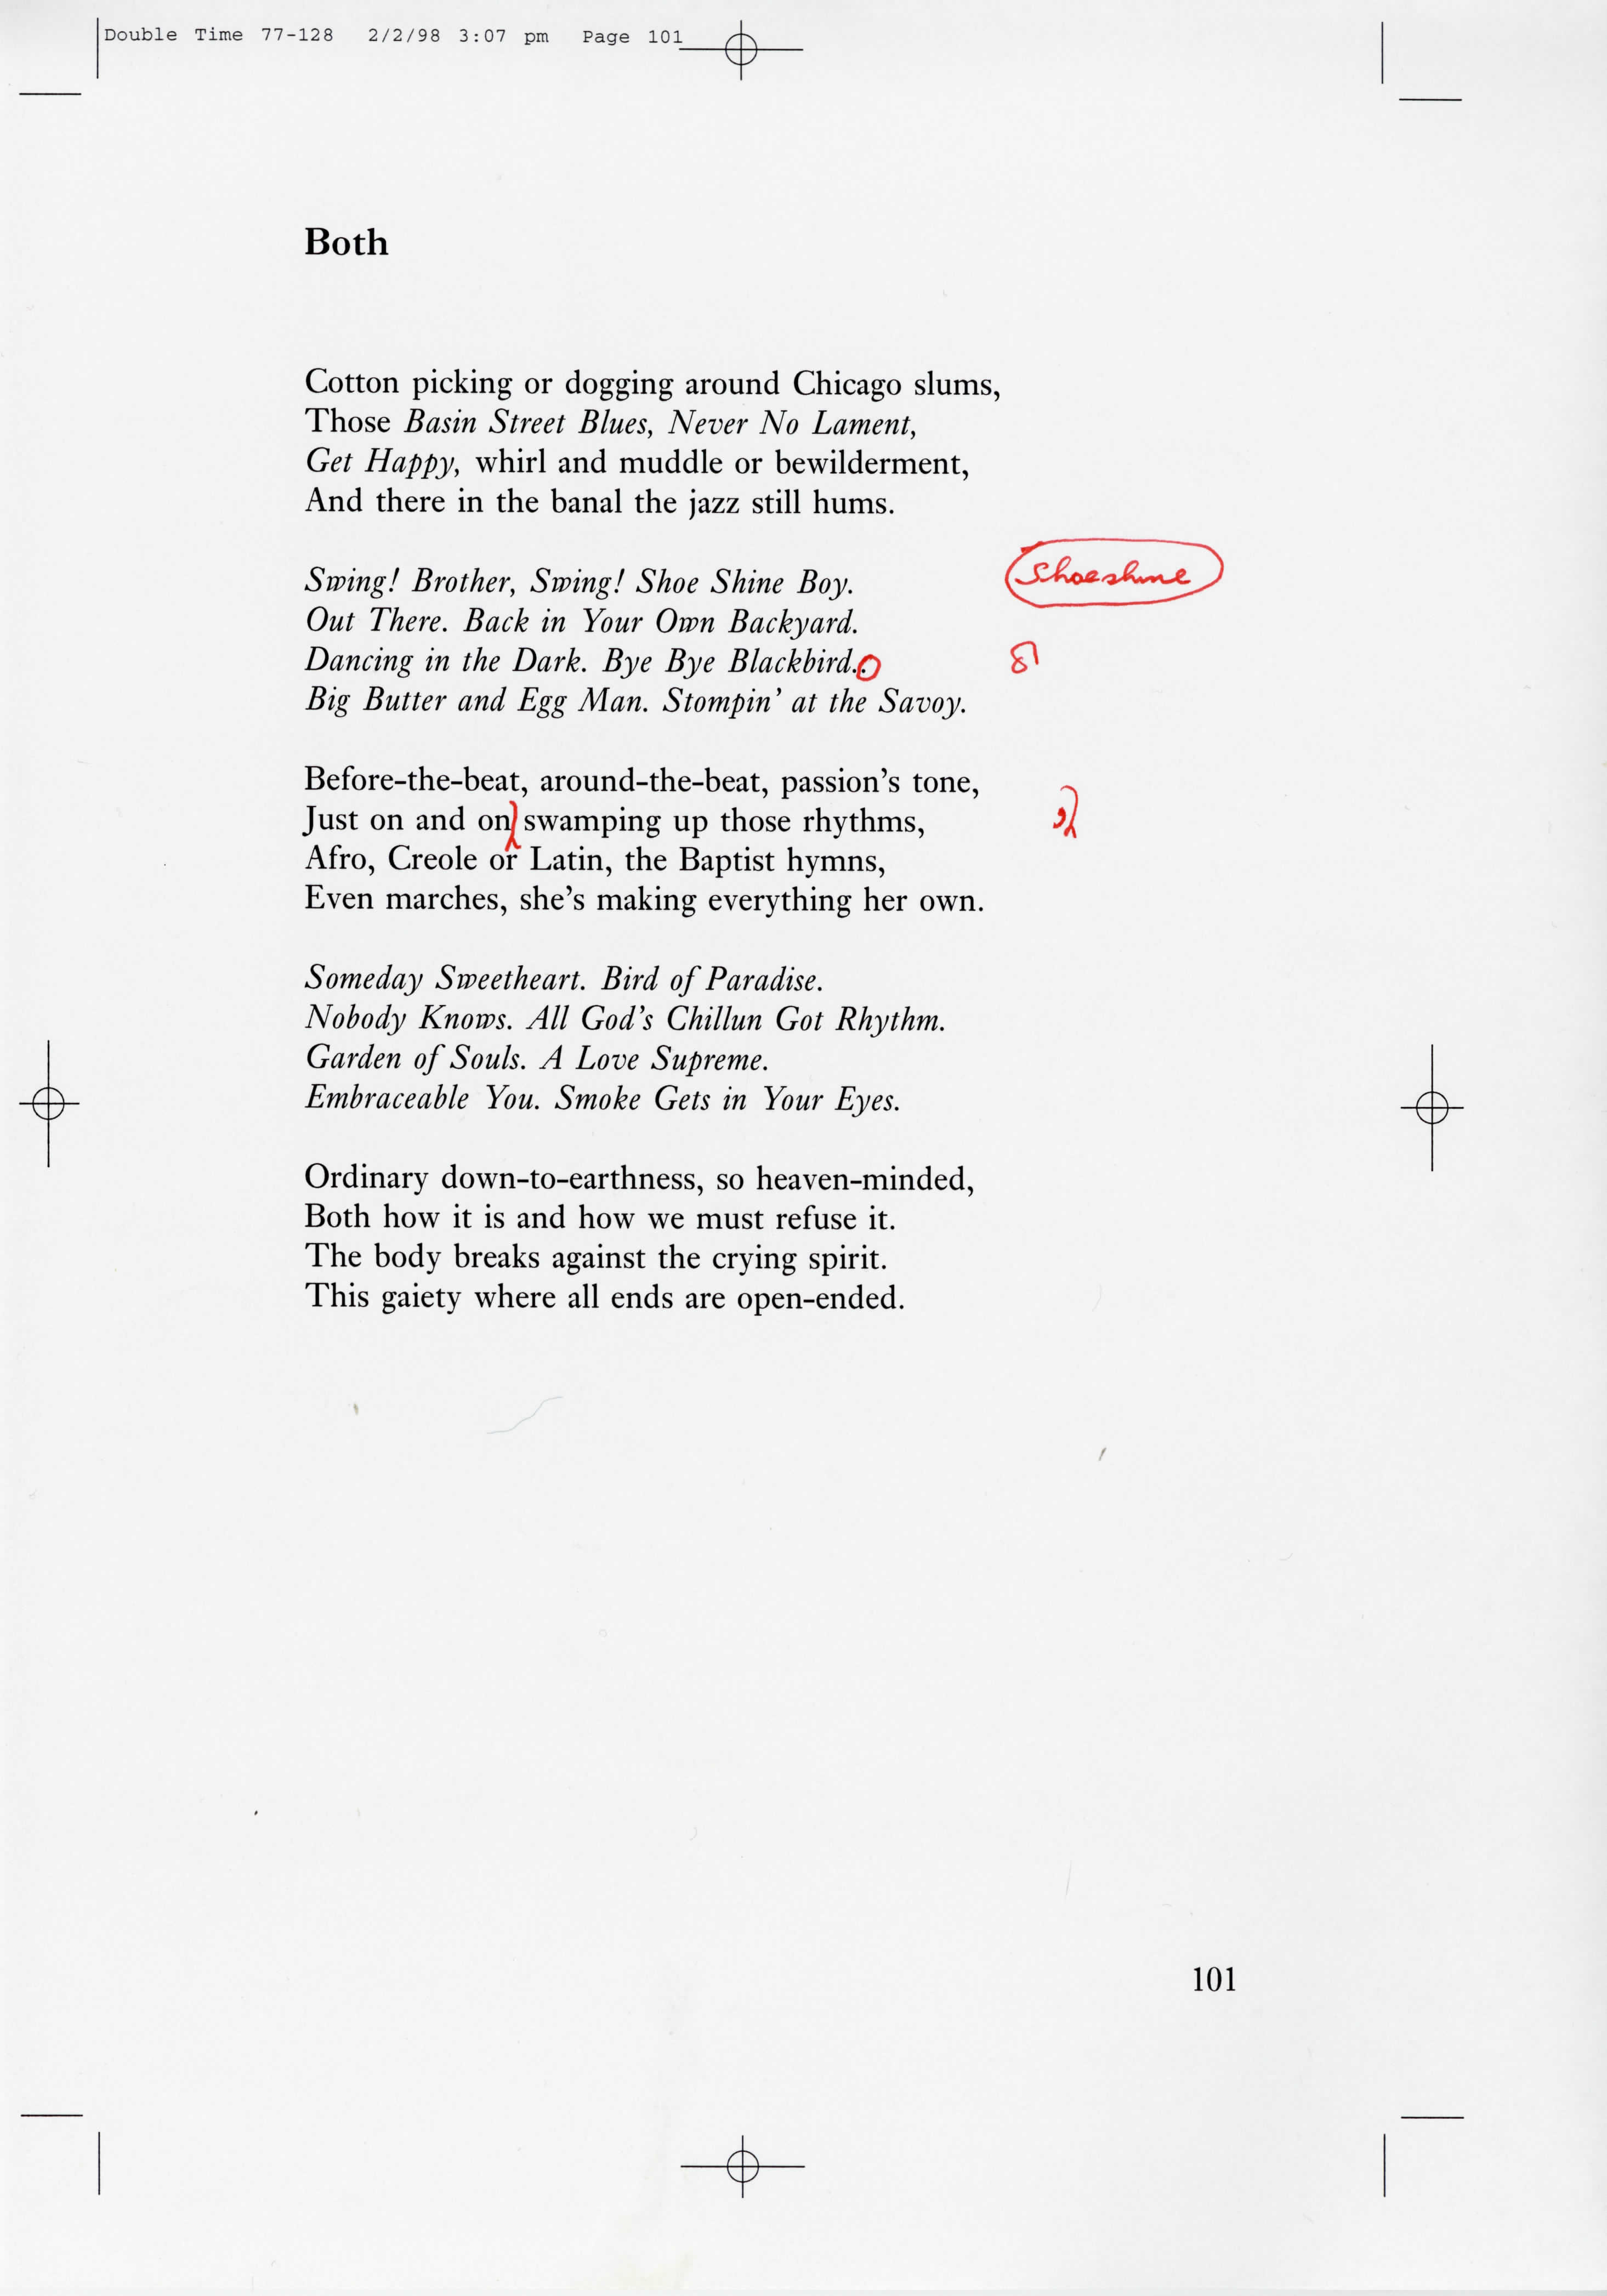 Double Time 77-128 2/2/98 3:07 pm Page 101
Both
Cotton picking or dogging around Chicago slums,
Those Basin Street Blues, Never No Lament,
Get Happy, whirl and muddle or bewilderment,
And there in the banal the jazz still hums.
Swing! Brother, Swing! Shoe Shine Boy.
Shoeshine
Out There. Back in Your Own Backyard.
Dancing in the Dark. Bye Bye Blackbird..
Big Butter and Egg Man. Stompin' at the Savoy.
Before-the-beat, around-the-beat, passion's tone,
Just on and on swamping up those rhythms,
Afro, Creole or Latin, the Baptist hymns,
Even marches, she's making everything her own.
Someday Sweetheart. Bird of Paradise.
Nobody Knows. All God's Chillun Got Rhythm.
Garden of Souls. A Love Supreme.
Embraceable You. Smoke Gets in Your Eyes.
Ordinary down-to-earthness, so heaven-minded,
Both how it is and how we must refuse it.
The body breaks against the crying spirit.
This gaiety where all ends are open-ended.
101